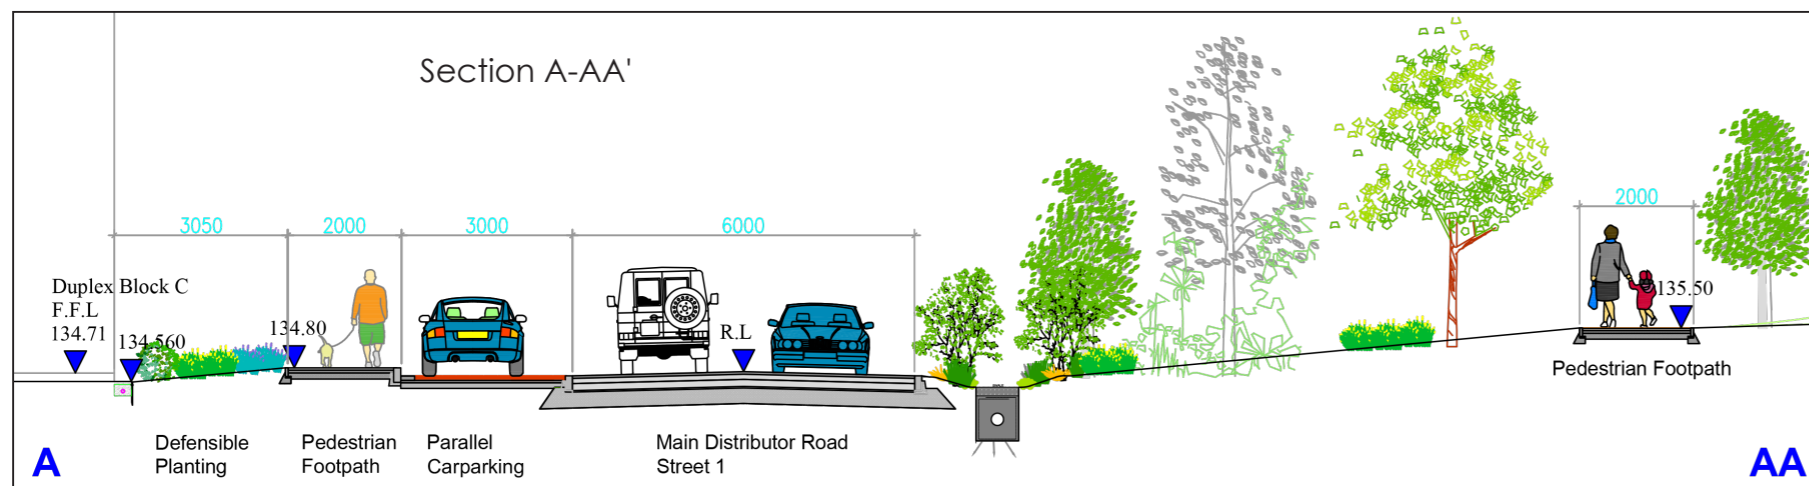 Section A-AA'
3050
2000
3000
6000
2000
Duplex Block C
F.F.L
134.71
134.560
134.80
R.L
135.50
Pedestrian Footpath
Defensible
Planting
Pedestrian
Footpath
Parallel
Carparking
Main Distributor Road
Street 1
A
AA